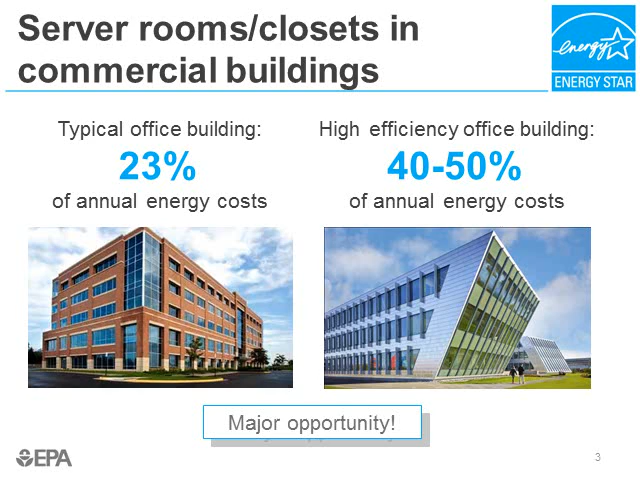 Server rooms/closets in
commercial buildings
energy
ENERGY STAR
Typical office building:
23%
of annual energy costs
High efficiency office building:
40-50%
of annual energy costs
Major opportunity!
EPA
3